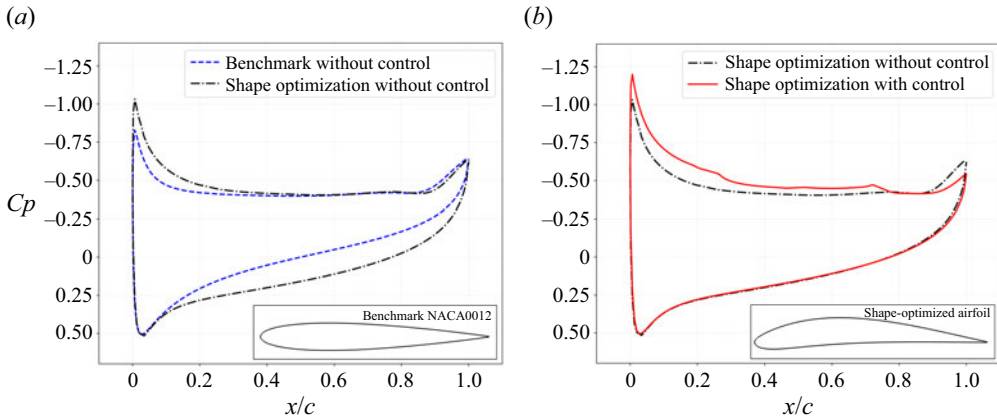 (a)
Benchmark without control
Shape optimization without control
–1.25
–1.00
–0.75
–0.50
–0.25
0
0.25
0.50
Cp
Benchmark NACA0012
0 0.2 0.4 0.6 0.8 1.0
x/c
(b)
Shape optimization without control
Shape optimization with control
–1.25
–1.00
–0.75
–0.50
–0.25
0
0.25
0.50
Shape-optimized airfoil
0 0.2 0.4 0.6 0.8 1.0
x/c